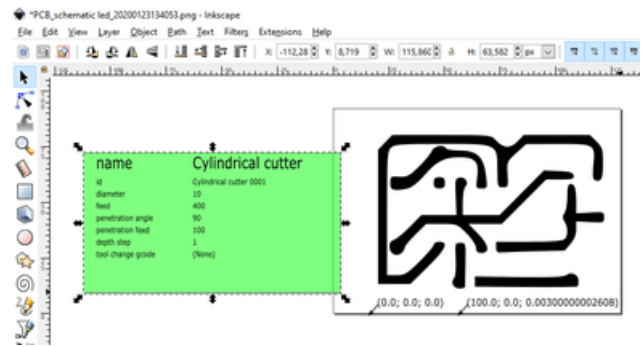 *PCB_schematic led_20200123134053.png - Inkscape
File Edit View Layer Object Path Text Filters Extensions Help
X: -112,28 Y: 8,719 W: 115,860 H: 63,582 px
name Cylindrical cutter
id Cylindrical cutter 0001
diameter 10
feed 400
penetration angle 90
penetration feed 100
depth step 1
tool change gcode (None)
(0.0; 0.0; 0.0) (100.0; 0.0; 0.00300000002608)